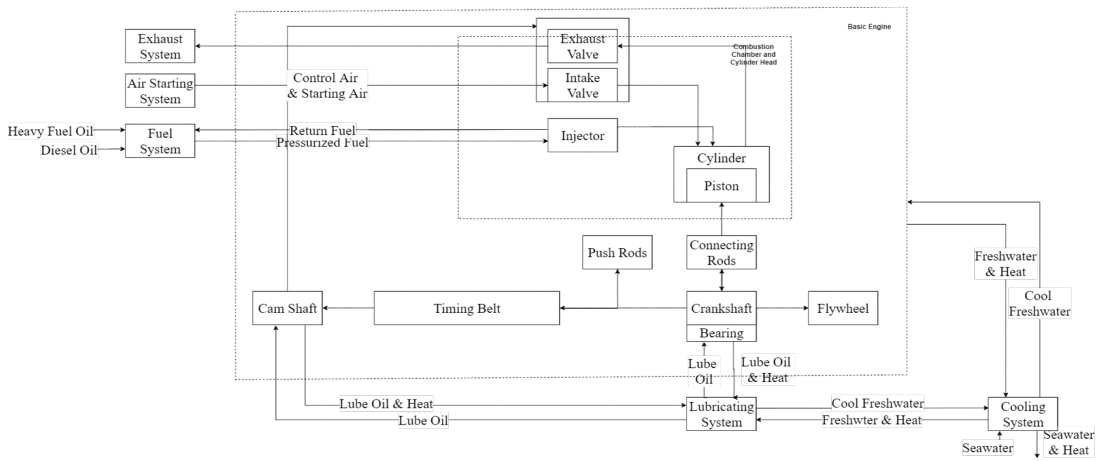 Basic Engine
Exhaust
System
Exhaust
Valve
Combustion
Chamber and
Cylinder Head
Air Starting
System
Control Air
& Starting Air
Intake
Valve
Heavy Fuel Oil
Diesel Oil
Fuel
System
Return Fuel
Pressurized Fuel
Injector
Cylinder
Piston
Push Rods
Connecting
Rods
Freshwater
& Heat
Cool
Freshwater
Cam Shaft
Timing Belt
Crankshaft
Bearing
Flywheel
Lube
Oil
Lube Oil
& Heat
Lube Oil & Heat
Lube Oil
Lubricating
System
Cool Freshwater
Freshwter & Heat
Cooling
System
Seawater
Seawater
& Heat